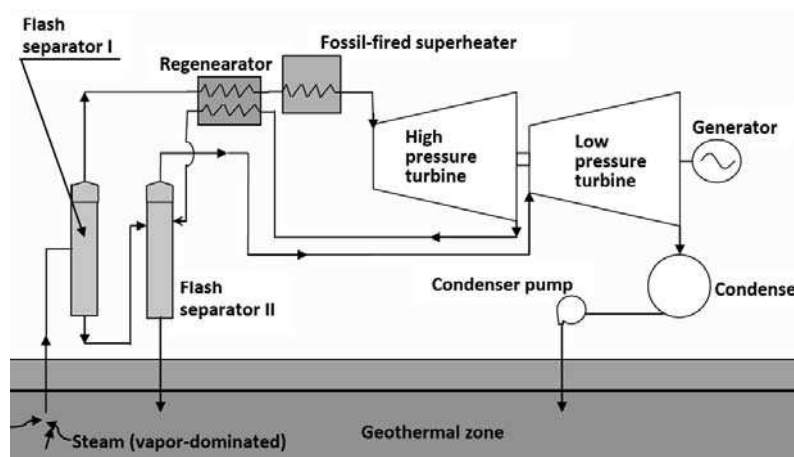 Flash
separator I
Fossil-fired superheater
Regenearator
High
pressure
turbine
Low
pressure
turbine
Generator
Flash
separator II
Condenser pump
Condense
Steam (vapor-dominated)
Geothermal zone